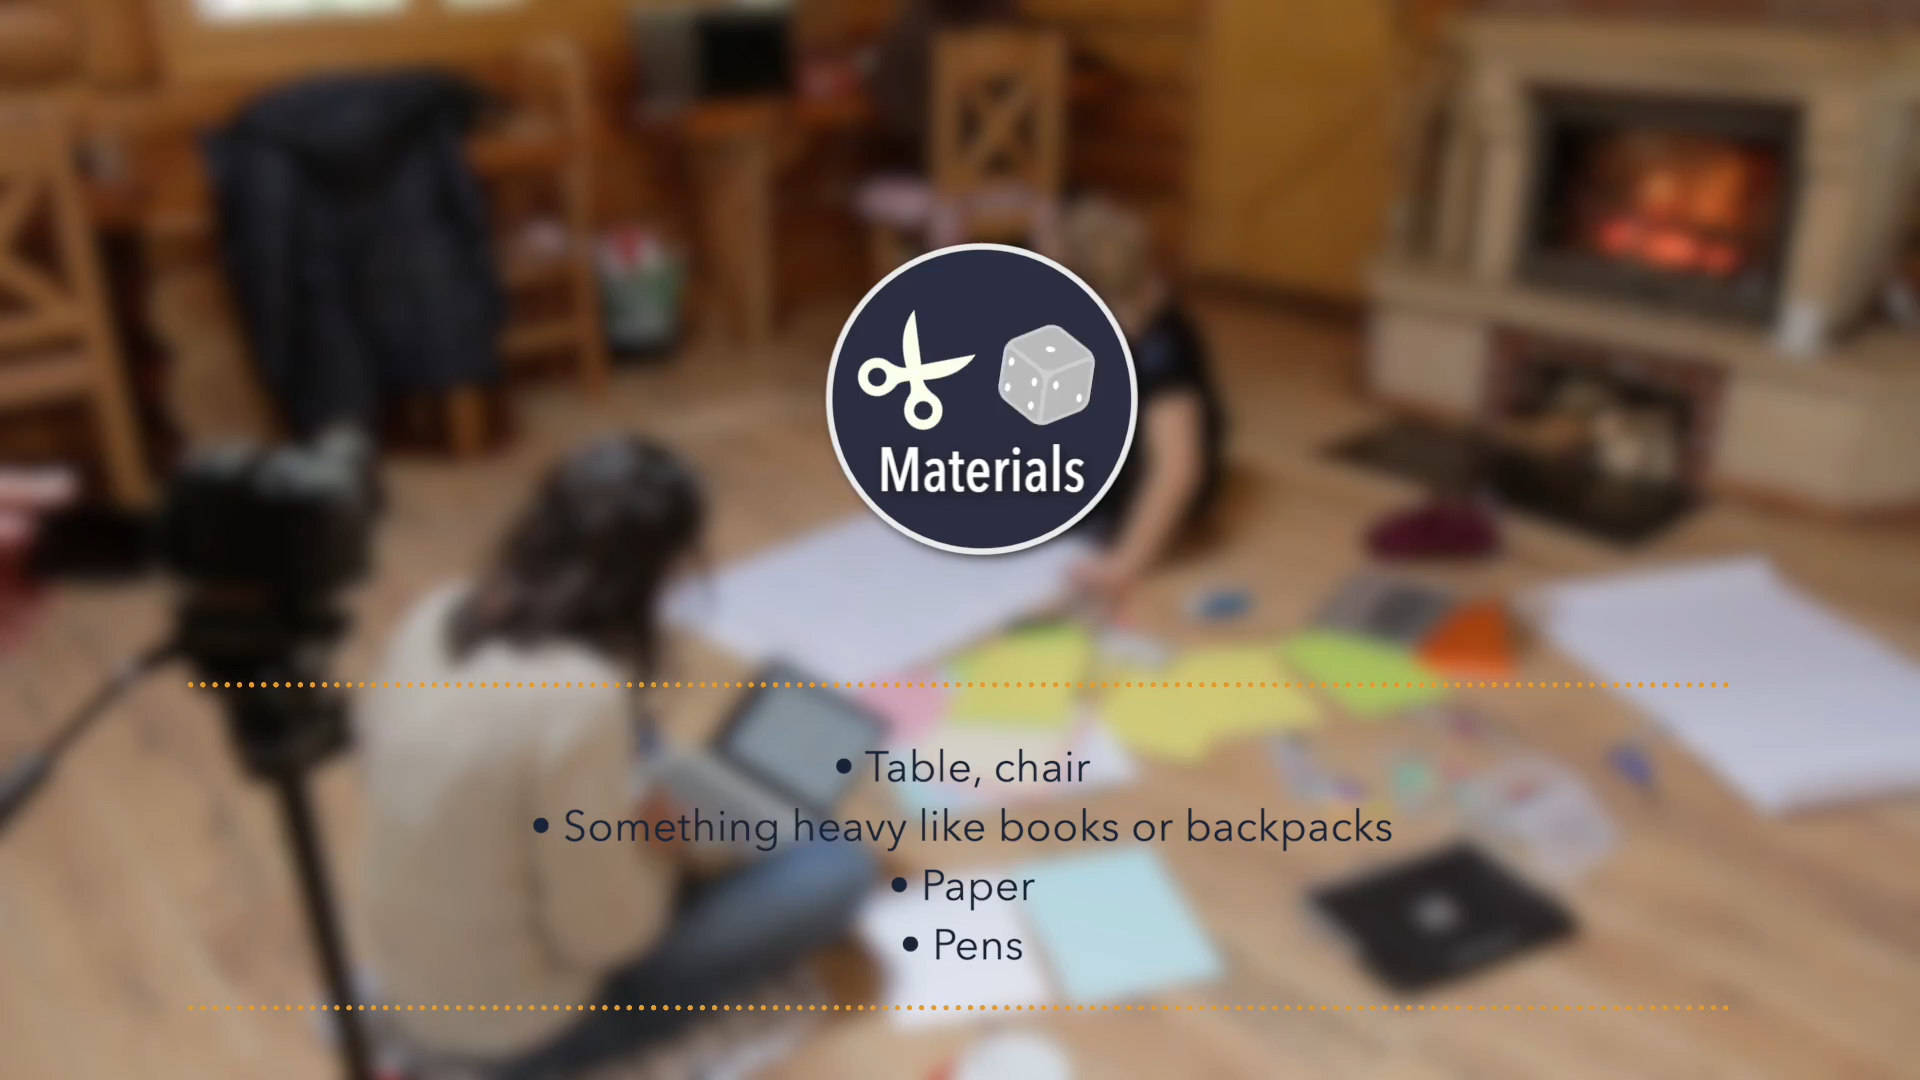 Materials
• Table, chair
• Something heavy like books or backpacks
• Paper
• Pens